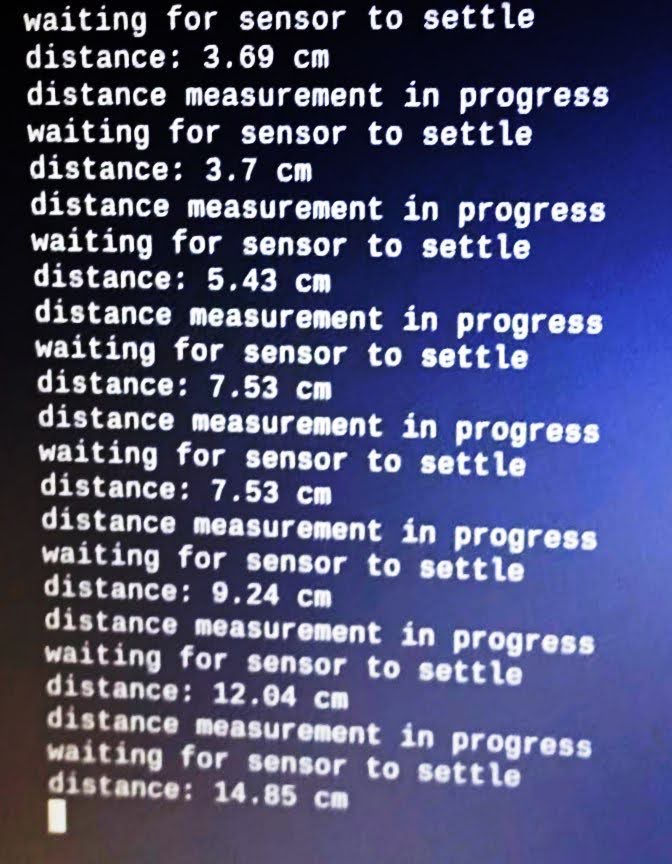 waiting for sensor to settle
distance: 3.69 cm
distance measurement in progress
waiting for sensor to settle
distance: 3.7 cm
distance measurement in progress
waiting for sensor to settle
distance: 5.43 cm
distance measurement in progress
waiting for sensor to settle
distance: 7.53 cm
distance measurement in progress
waiting for sensor to settle
distance: 7.53 cm
distance measurement in progress
waiting for sensor to settle
distance: 9.24 cm
distance measurement in progress
waiting for sensor to settle
distance: 12.04 cm
distance measurement in progress
waiting for sensor to settle
distance: 14.85 cm